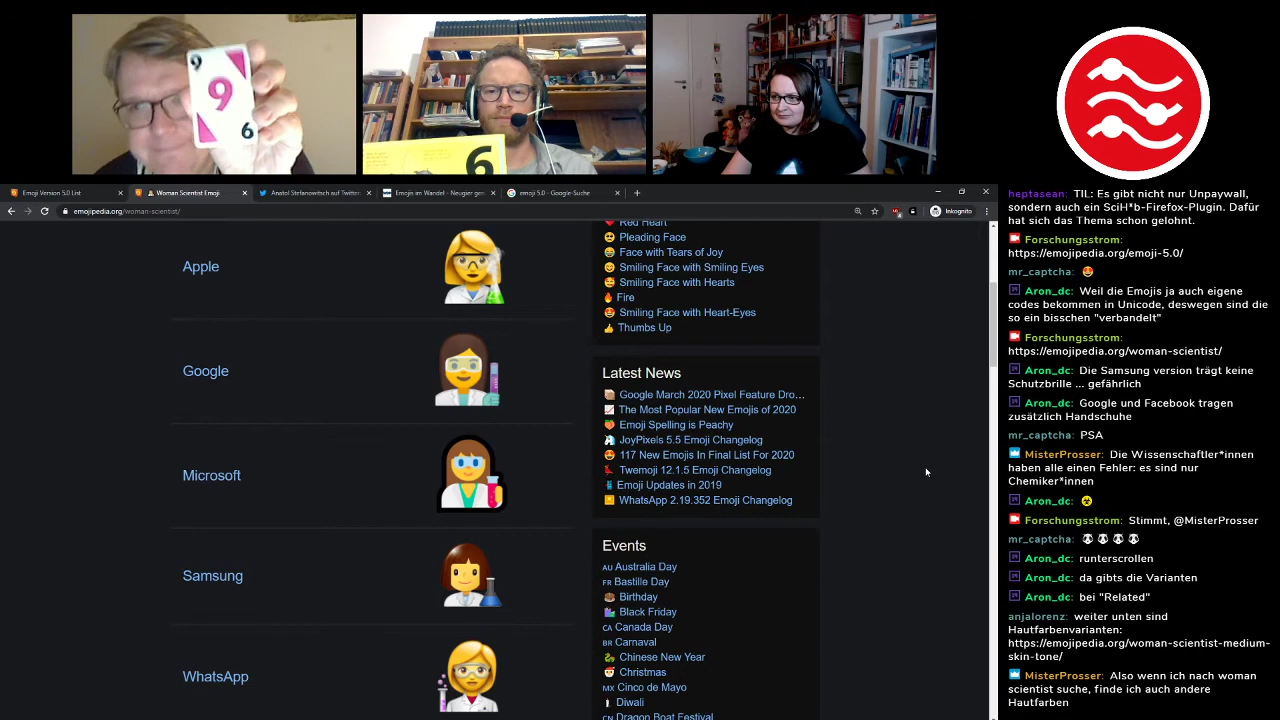 9
9
6
6
Emoji Version 5.0 List
Woman Scientist Emoji
Anatol Stefanowitsch auf Twitter:
Emojis im Wandel - Neugier gen
emoji 5.0 - Google-Suche
emojipedia.org/woman-scientist/
Inkognito
Apple
Google
Microsoft
Samsung
WhatsApp
Red Heart
Pleading Face
Face with Tears of Joy
Smiling Face with Smiling Eyes
Smiling Face with Hearts
Fire
Smiling Face with Heart-Eyes
Thumbs Up
Latest News
Google March 2020 Pixel Feature Dro…
The Most Popular New Emojis of 2020
Emoji Spelling is Peachy
JoyPixels 5.5 Emoji Changelog
117 New Emojis In Final List For 2020
Twemoji 12.1.5 Emoji Changelog
Emoji Updates in 2019
WhatsApp 2.19.352 Emoji Changelog
Events
AU Australia Day
FR Bastille Day
Birthday
Black Friday
CA Canada Day
BR Carnaval
Chinese New Year
Christmas
MX Cinco de Mayo
Diwali
CN Dragon Boat Festival
heptasean: TIL: Es gibt nicht nur Unpaywall,
sondern auch ein SciH*b-Firefox-Plugin. Dafür
hat sich das Thema schon gelohnt.
Forschungsstrom:
https://emojipedia.org/emoji-5.0/
mr_captcha: 🤩
Aron_dc: Weil die Emojis ja auch eigene
codes bekommen in Unicode, deswegen sind die
so ein bisschen "verbandelt"
Forschungsstrom:
https://emojipedia.org/woman-scientist/
Aron_dc: Die Samsung version trägt keine
Schutzbrille ... gefährlich
Aron_dc: Google und Facebook tragen
zusätzlich Handschuhe
mr_captcha: PSA
MisterProsser: Die Wissenschaftler*innen
haben alle einen Fehler: es sind nur
Chemiker*innen
Aron_dc: ☣
Forschungsstrom: Stimmt, @MisterProsser
mr_captcha:
Aron_dc: runterscrollen
Aron_dc: da gibts die Varianten
Aron_dc: bei "Related"
anjalorenz: weiter unten sind
Hautfarbenvarianten:
https://emojipedia.org/woman-scientist-medium-
skin-tone/
MisterProsser: Also wenn ich nach woman
scientist suche, finde ich auch andere
Hautfarben